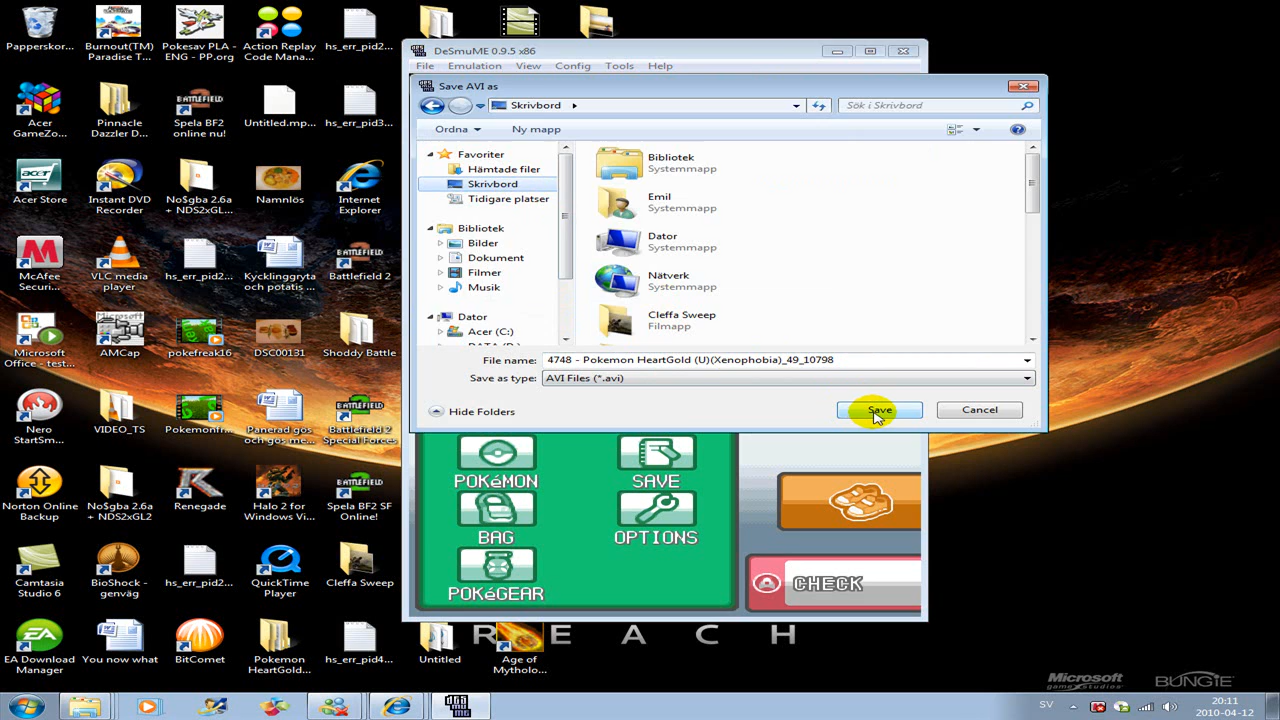 Papperskor...
Burnout(TM)
Paradise T...
Pokesav PLA -
ENG - PP.org
Action Replay
Code Mana...
hs_err_pid2...
Acer
GameZo...
Pinnacle
Dazzler D...
Spela BF2
online nu!
Untitled.mp...
hs_err_pid3...
Acer Store
Instant DVD
Recorder
No$gba 2.6a
+ NDS2xGL...
Namnlös
Internet
Explorer
McAfee
Securi...
VLC media
player
hs_err_pid2...
Kycklinggryta
och potatis ...
Battlefield 2
Microsoft
Office - test...
AMCap
pokefreak16
DSC00131
Shoddy Battle
Nero
StartSm...
VIDEO_TS
Pokemonfr...
Panerad gös
och gös me...
Battlefield 2
Special Forces
Norton Online
Backup
No$gba 2.6a
+ NDS2xGL2
Renegade
Halo 2 for
Windows Vi...
Spela BF2 SF
Online!
Camtasia
Studio 6
BioShock -
genväg
hs_err_pid2...
QuickTime
Player
Cleffa Sweep
EA Download
Manager
You now what
BitComet
Pokemon
HeartGold...
hs_err_pid4...
Untitled
Age of
Mytholo...
DeSmuME 0.9.5 x86
File Emulation View Config Tools Help
Save AVI as
Skrivbord
Sök i Skrivbord
Ordna Ny mapp
Favoriter
Hämtade filer
Skrivbord
Tidigare platser
Bibliotek
Bilder
Dokument
Filmer
Musik
Dator
Acer (C:)
DATA (D:)
Bibliotek
Systemmapp
Emil
Systemmapp
Dator
Systemmapp
Nätverk
Systemmapp
Cleffa Sweep
Filmapp
File name: 4748 - Pokemon HeartGold (U)(Xenophobia)_49_10798
Save as type: AVI Files (*.avi)
Hide Folders
Save
Cancel
POKéMON
SAVE
BAG
OPTIONS
POKéGEAR
CHECK
REACH
Microsoft
game studios
BUNGIE
SV
20:11
2010-04-12